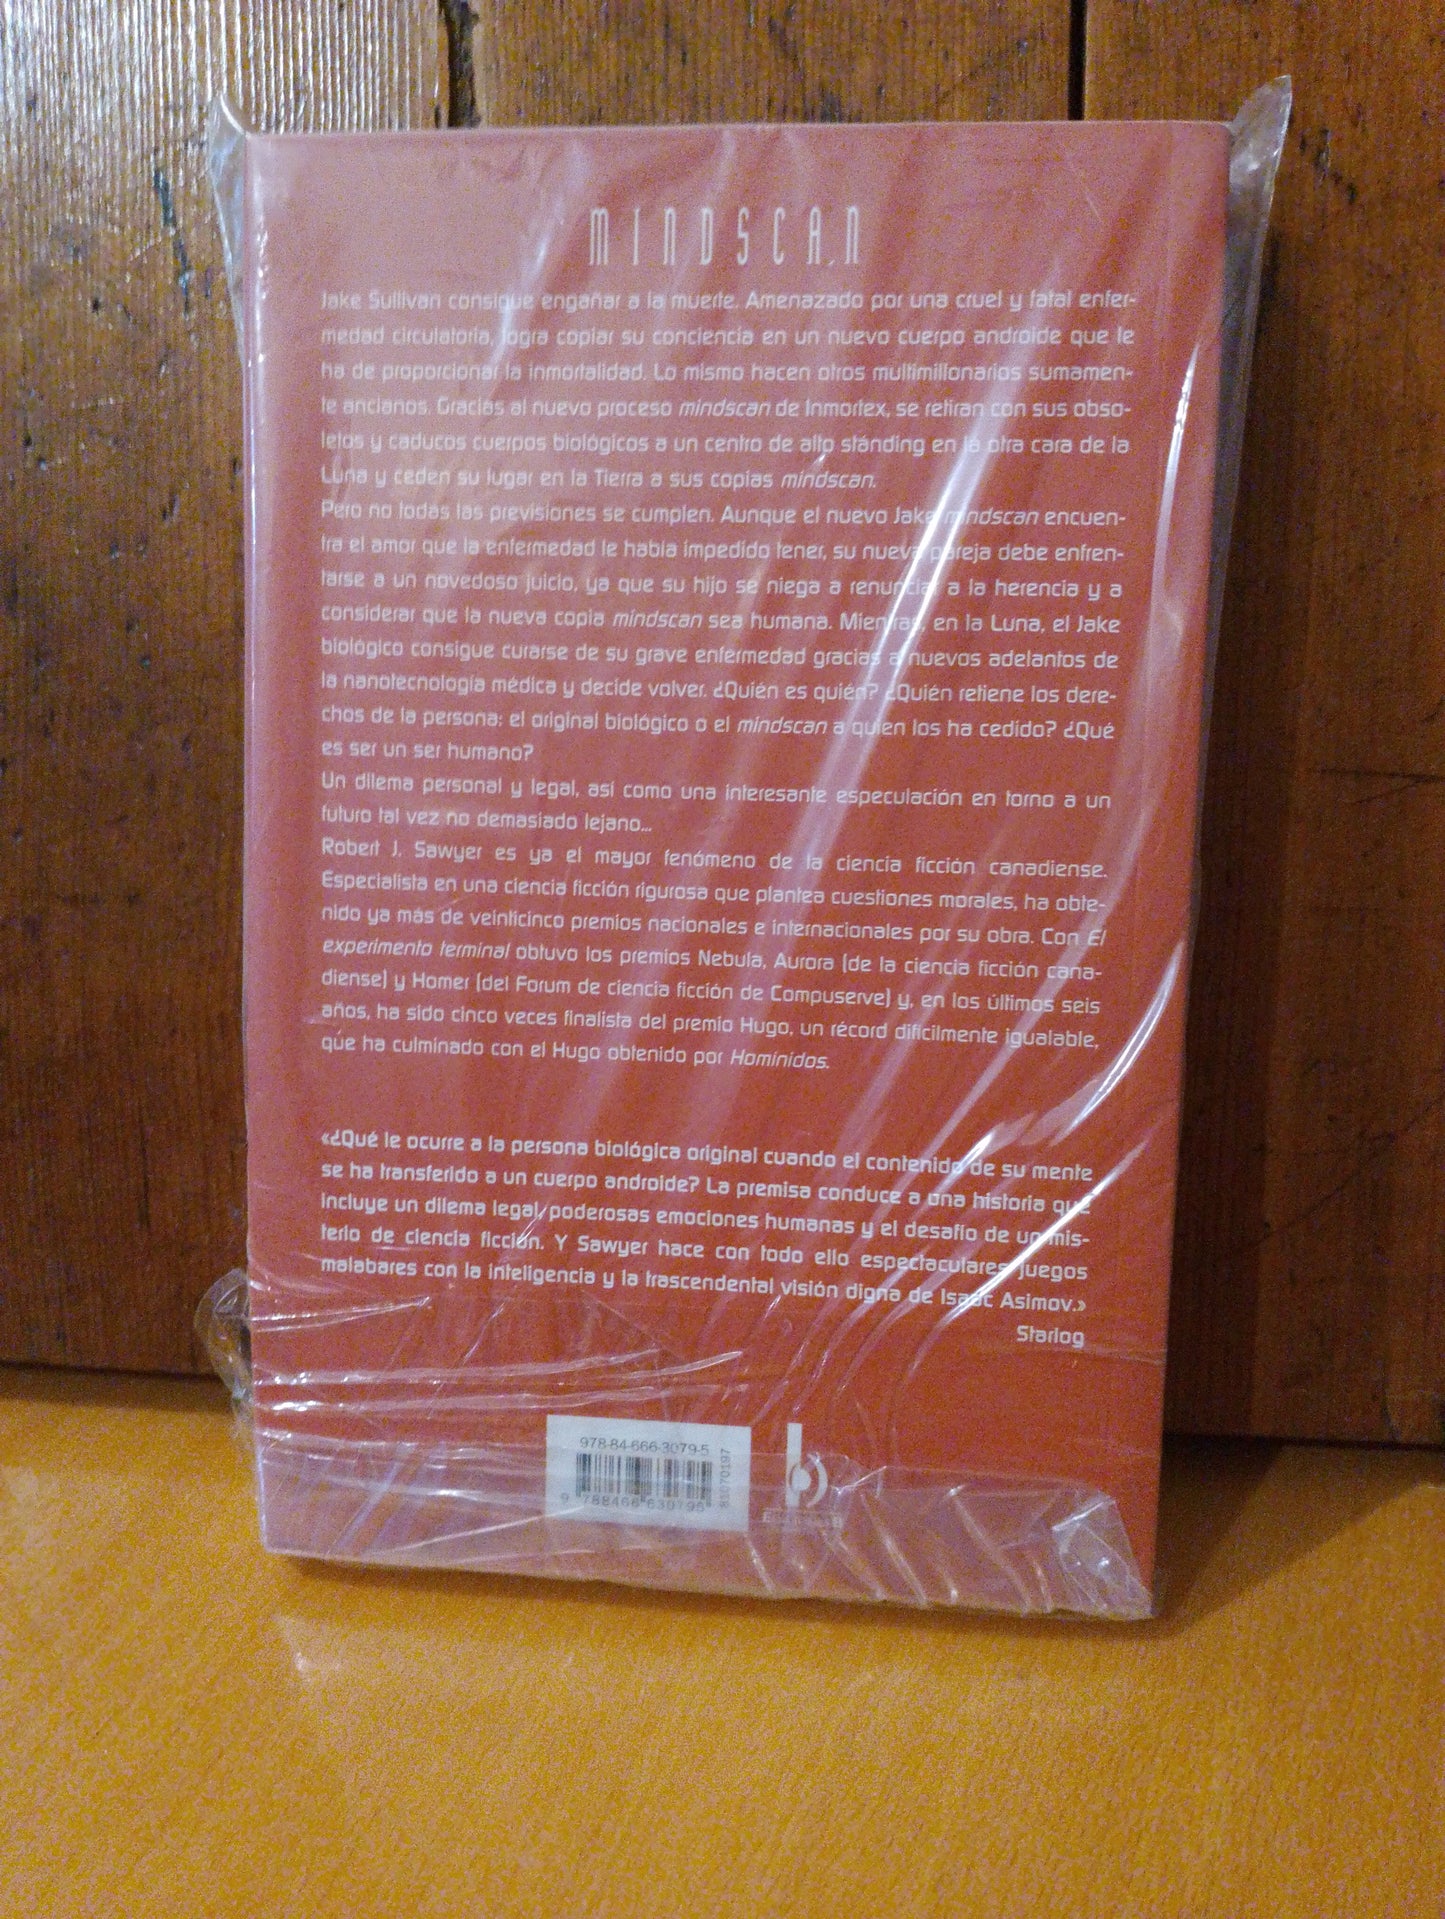 MINDSCAN
Jake Sullivan consigue engañar a la muerte. Amenazado por una cruel y fatal enfer-
medad circulatoria, logra copiar su conciencia en un nuevo cuerpo androide que le
ha de proporcionar la inmortalidad. Lo mismo hacen otros multimillonarios sumamen-
te ancianos. Gracias al nuevo proceso mindscan de Inmortex, se retiran con sus obso-
letos y caducos cuerpos biológicos a un centro de alto stánding en la otra cara de la
Luna y ceden su lugar en la Tierra a sus copias mindscan.
Pero no todas las previsiones se cumplen. Aunque el nuevo Jake mindscan encuen-
tra el amor que la enfermedad le había impedido tener, su nueva pareja debe enfren-
tarse a un novedoso juicio, ya que su hijo se niega a renunciar a la herencia y a
considerar que la nueva copia mindscan sea humana. Mientras, en la Luna, el Jake
biológico consigue curarse de su grave enfermedad gracias a nuevos adelantos de
la nanotecnología médica y decide volver. ¿Quién es quién? ¿Quién retiene los dere-
chos de la persona: el original biológico o el mindscan a quien los ha cedido? ¿Qué
es ser un ser humano?
Un dilema personal y legal, así como una interesante especulación en torno a un
futuro tal vez no demasiado lejano...
Robert J. Sawyer es ya el mayor fenómeno de la ciencia ficción canadiense.
Especialista en una ciencia ficción rigurosa que plantea cuestiones morales, ha obte-
nido ya más de veinticinco premios nacionales e internacionales por su obra. Con El
experimento terminal obtuvo los premios Nebula, Aurora (de la ciencia ficción cana-
diense) y Homer (del Forum de ciencia ficción de Compuserve) y, en los últimos seis
años, ha sido cinco veces finalista del premio Hugo, un récord difícilmente igualable,
que ha culminado con el Hugo obtenido por Homínidos.
«¿Qué le ocurre a la persona biológica original cuando el contenido de su mente
se ha transferido a un cuerpo androide? La premisa conduce a una historia que
incluye un dilema legal, poderosas emociones humanas y el desafío de un mis-
terio de ciencia ficción. Y Sawyer hace con todo ello espectaculares juegos
malabares con la inteligencia y la trascendental visión digna de Isaac Asimov.»
Starlog
978-84-666-3079-5
9 788466 630795
81070197